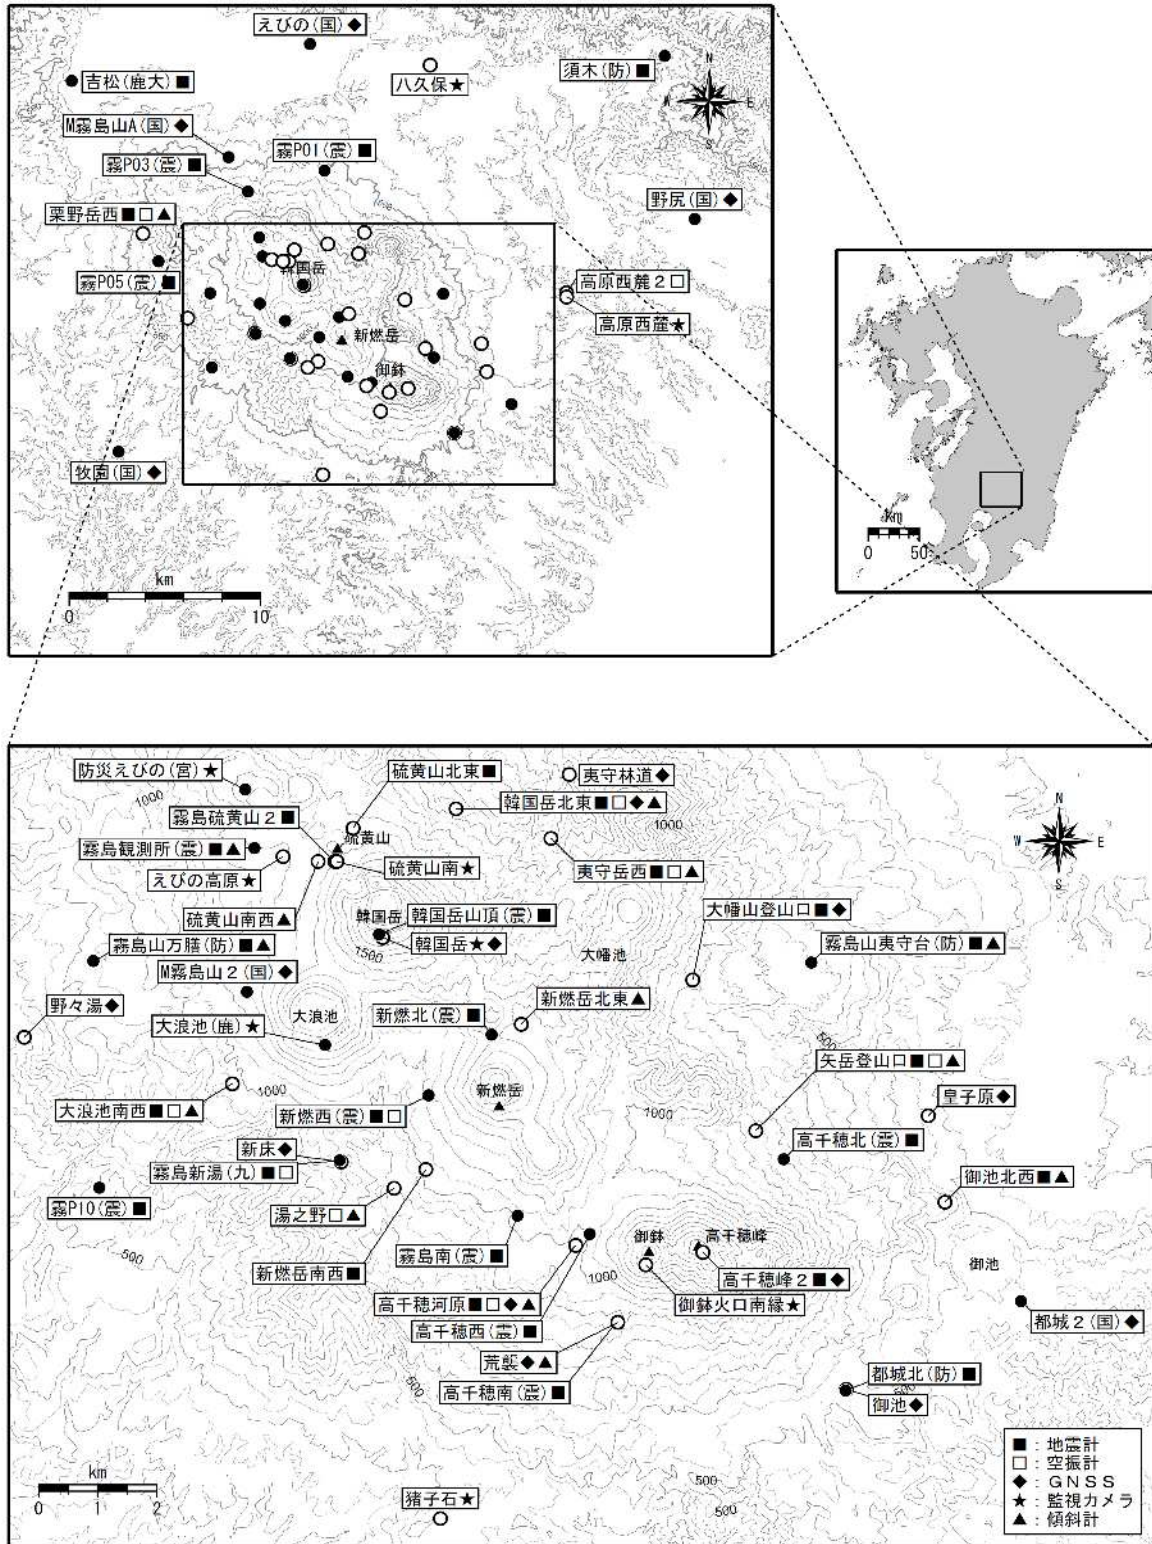 えびの(国)◆
八久保★
須木(防)■
吉松(鹿大)■
M霧島山A(国)◆
霧P01(震)■
霧P03(震)■
野尻(国)◆
栗野岳西■□▲
霧P05(震)■
韓国岳
高原西麓2□
高原西麓★
新燃岳
御鉢
牧園(国)◆
N
W
E
S
km
0
10
km
0
50
防災えびの(宮)★
硫黄山北東■
夷守林道◆
韓国岳北東■□◆▲
1000
霧島硫黄山2■
硫黄山
1000
霧島観測所(震)■▲
硫黄山南★
夷守岳西■□▲
えびの高原★
N
W
E
S
硫黄山南西▲
韓国岳
韓国岳山頂(震)■
大幡山登山口■◆
霧島山万膳(防)■▲
韓国岳★◆
1500
大幡池
霧島山夷守台(防)■▲
M霧島山2(国)◆
野々湯◆
大浪池
新燃北(震)■
新燃岳北東▲
大浪池(鹿)★
500
矢岳登山口■□▲
大浪池南西■□▲
1000
新燃西(震)■□
新燃岳
1000
皇子原◆
新床◆
霧島新湯(九)■□
高千穂北(震)■
霧P10(震)■
湯之野□▲
御池北西■▲
500
霧島南(震)■
御鉢
高千穂峰
御池
新燃岳南西■
1000
高千穂峰2■◆
高千穂河原■□◆▲
御鉢火口南縁★
高千穂西(震)■
都城2(国)◆
荒襲◆▲
500
高千穂南(震)■
都城北(防)■
500
御池◆
km
0
1
2
猪子石★
500
500
■:地震計
□:空振計
◆:GNSS
★:監視カメラ
▲:傾斜計